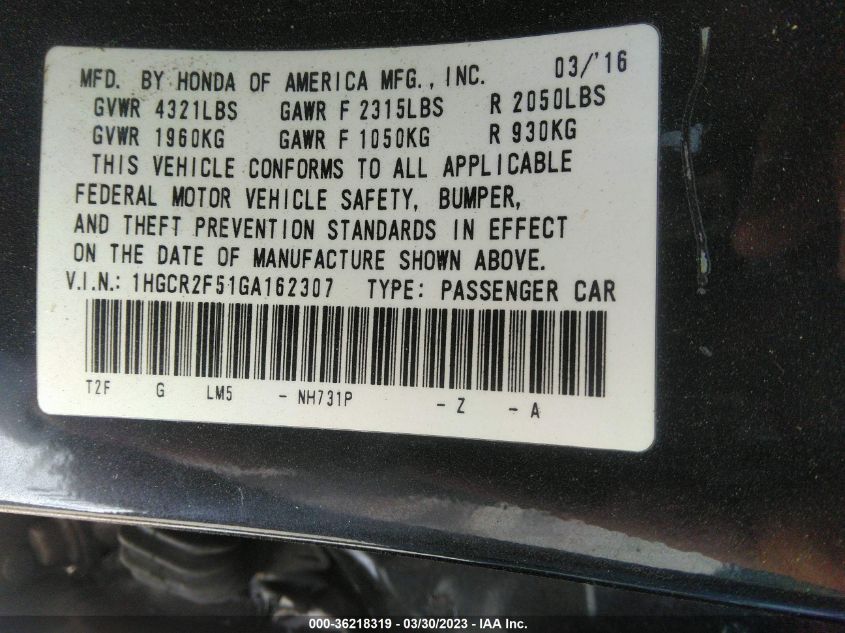 MFD. BY HONDA OF AMERICA MFG., INC. 03/'16
GVWR 4321LBS GAWR F 2315LBS R 2050LBS
GVWR 1960KG GAWR F 1050KG R 930KG
THIS VEHICLE CONFORMS TO ALL APPLICABLE
FEDERAL MOTOR VEHICLE SAFETY, BUMPER,
AND THEFT PREVENTION STANDARDS IN EFFECT
ON THE DATE OF MANUFACTURE SHOWN ABOVE.
V.I.N.: 1HGCR2F51GA162307 TYPE: PASSENGER CAR
T2F G LM5 - NH731P - Z - A
000-36218319 - 03/30/2023 - IAA Inc.